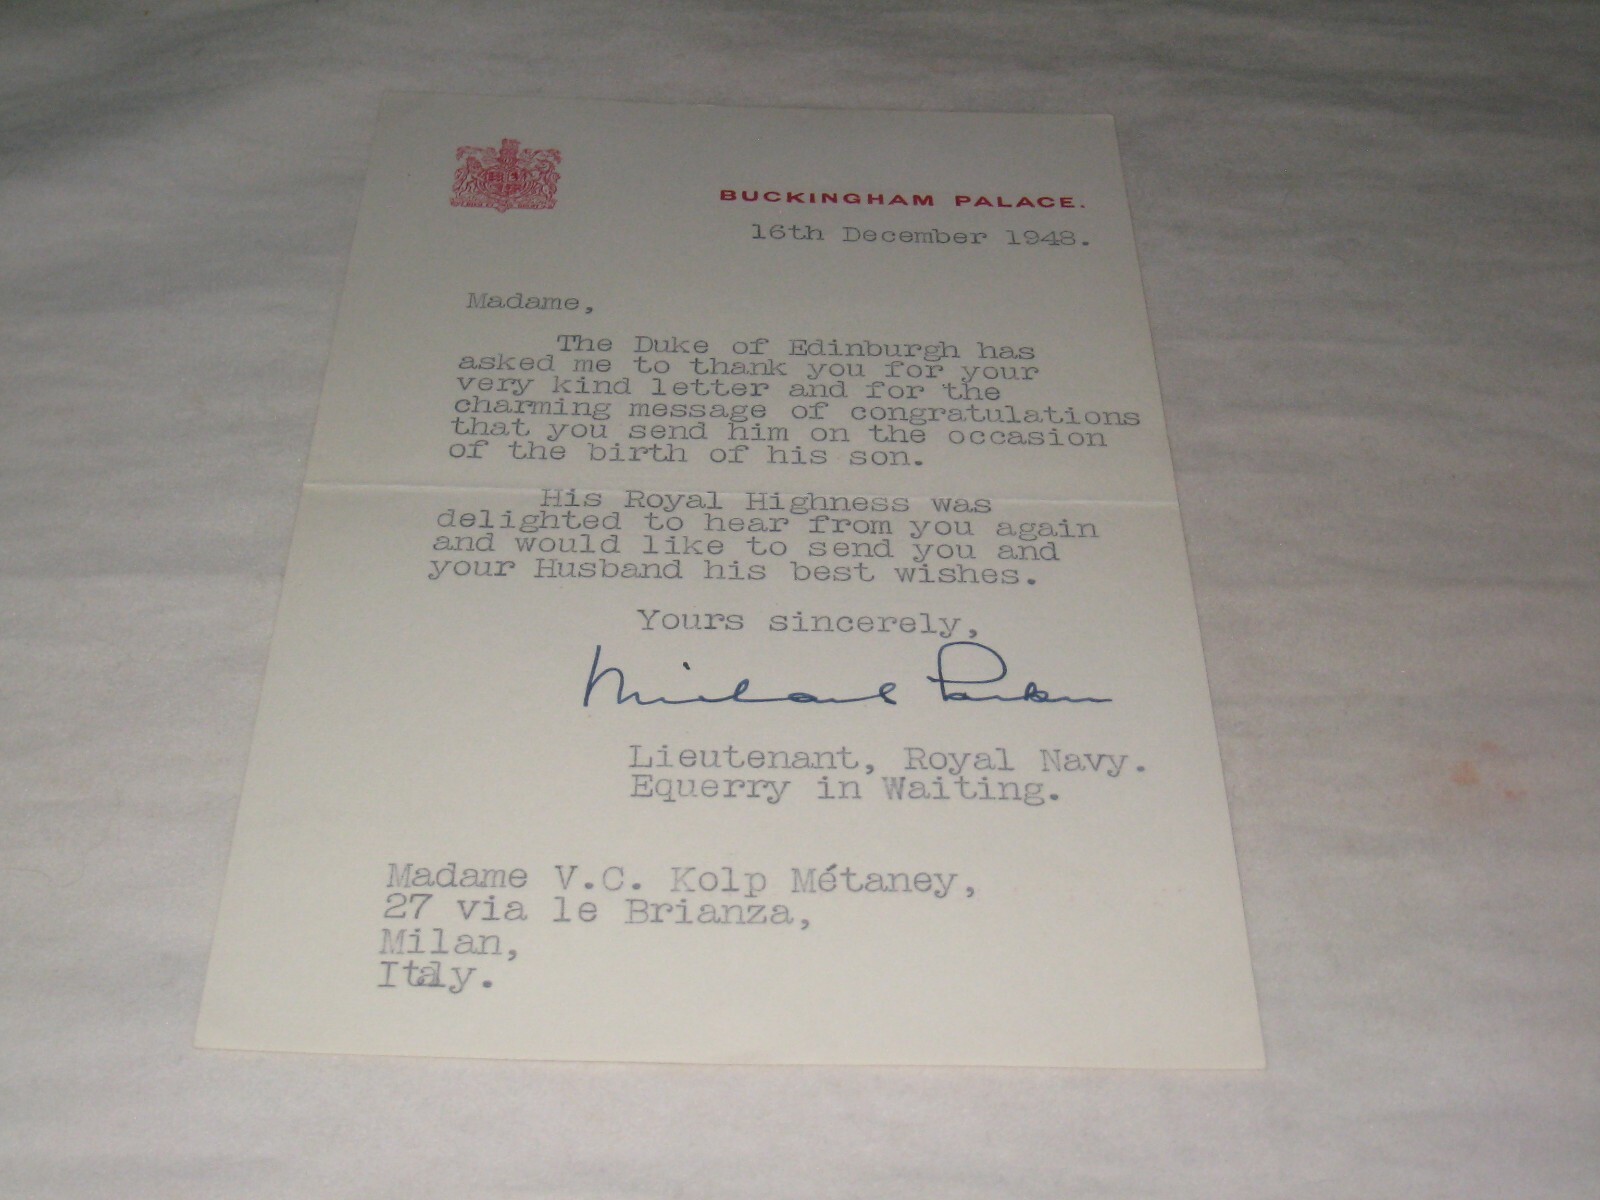 BUCKINGHAM PALACE.
16th December 1948.
Madame,
The Duke of Edinburgh has
asked me to thank you for your
very kind letter and for the
charming message of congratulations
that you send him on the occasion
of the birth of his son.
His Royal Highness was
delighted to hear from you again
and would like to send you and
your Husband his best wishes.
Yours sincerely,
Michael Parker
Lieutenant, Royal Navy.
Equerry in Waiting.
Madame V.C. Kolp Métaney,
27 via le Brianza,
Milan,
Italy.